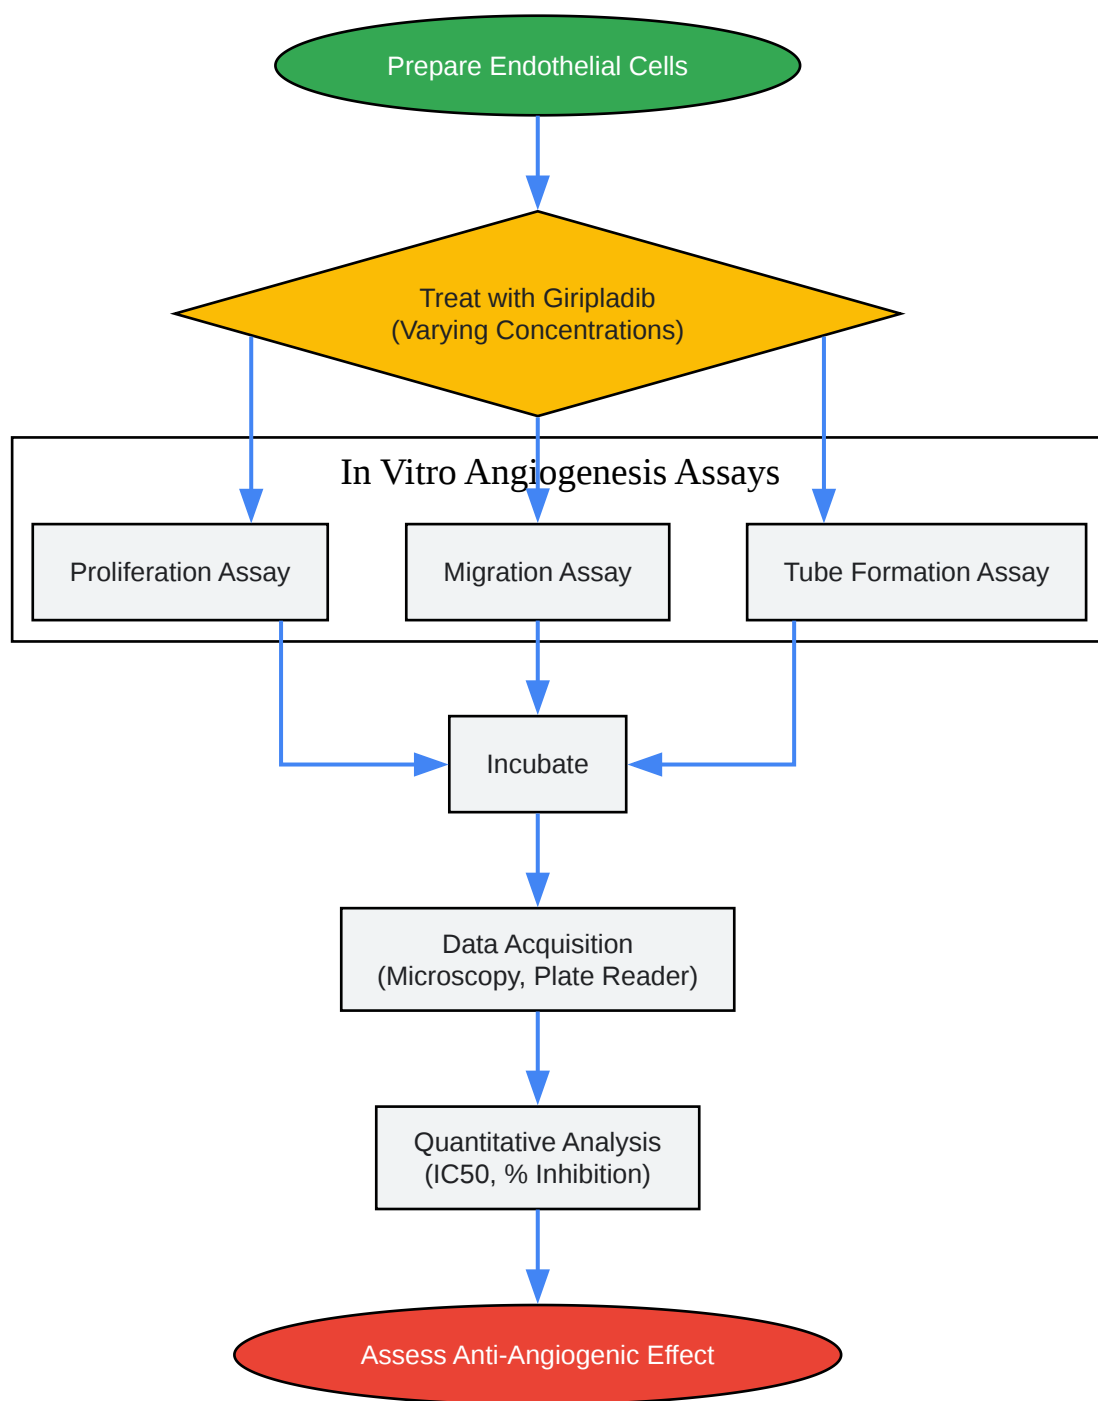 Prepare Endothelial Cells
Treat with Giripladib
(Varying Concentrations)
In Vitro Angiogenesis Assays
Proliferation Assay
Migration Assay
Tube Formation Assay
Incubate
Data Acquisition
(Microscopy, Plate Reader)
Quantitative Analysis
(IC50, % Inhibition)
Assess Anti-Angiogenic Effect